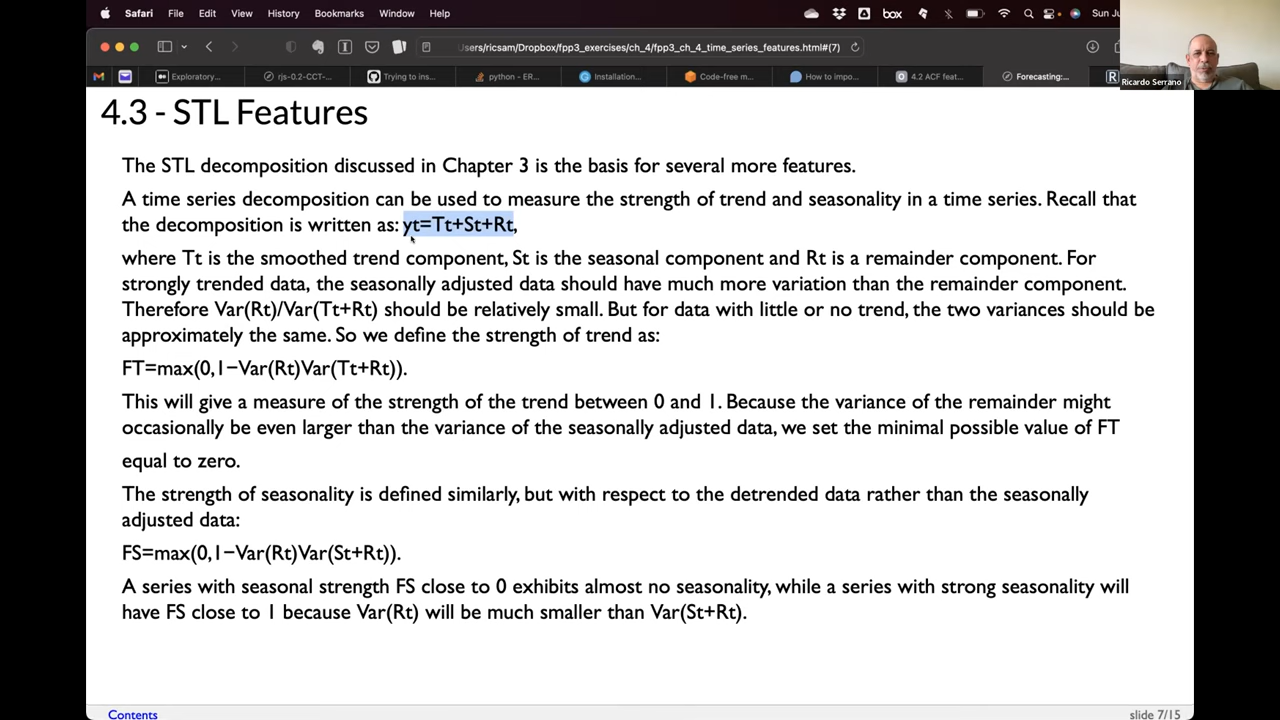 Safari File Edit View History Bookmarks Window Help box Sun Ju
Users/ricsam/Dropbox/fpp3_exercises/ch_4/fpp3_ch_4_time_series_features.html#(7)
Exploratory... rjs-0.2-CCT-... Trying to ins... python - ER... Installation... Code-free m... How to impo... 4.2 ACF feat... Forecasting:... R
Ricardo Serrano
4.3 - STL Features
The STL decomposition discussed in Chapter 3 is the basis for several more features.
A time series decomposition can be used to measure the strength of trend and seasonality in a time series. Recall that
the decomposition is written as: yt=Tt+St+Rt,
where Tt is the smoothed trend component, St is the seasonal component and Rt is a remainder component. For
strongly trended data, the seasonally adjusted data should have much more variation than the remainder component.
Therefore Var(Rt)/Var(Tt+Rt) should be relatively small. But for data with little or no trend, the two variances should be
approximately the same. So we define the strength of trend as:
FT=max(0,1−Var(Rt)Var(Tt+Rt)).
This will give a measure of the strength of the trend between 0 and 1. Because the variance of the remainder might
occasionally be even larger than the variance of the seasonally adjusted data, we set the minimal possible value of FT
equal to zero.
The strength of seasonality is defined similarly, but with respect to the detrended data rather than the seasonally
adjusted data:
FS=max(0,1−Var(Rt)Var(St+Rt)).
A series with seasonal strength FS close to 0 exhibits almost no seasonality, while a series with strong seasonality will
have FS close to 1 because Var(Rt) will be much smaller than Var(St+Rt).
Contents
slide 7/15